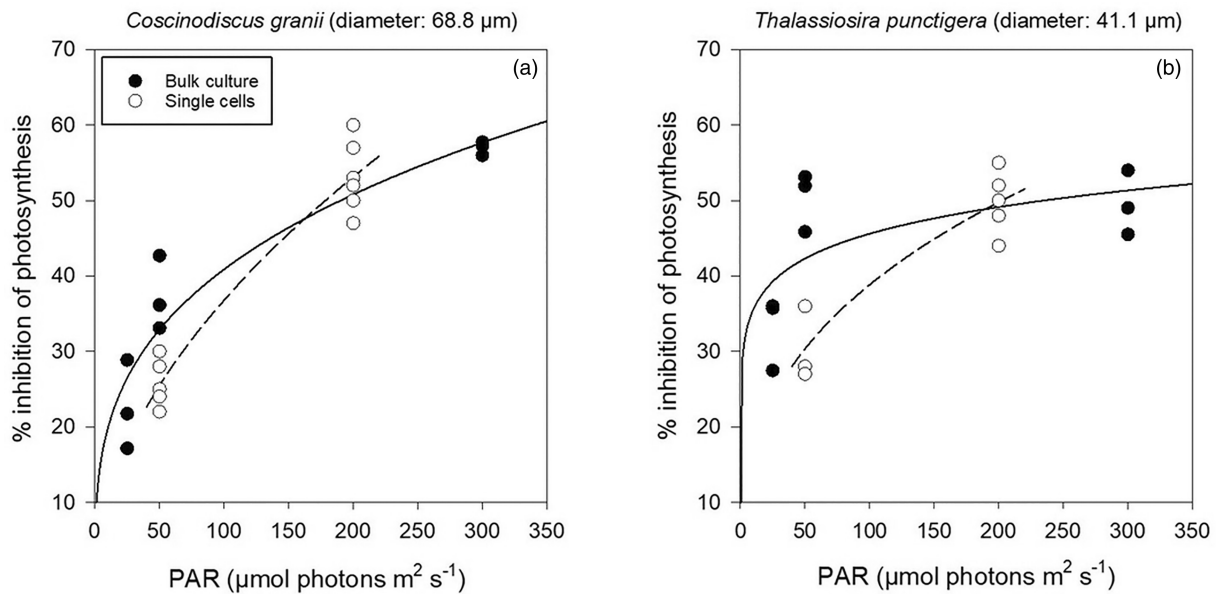 Coscinodiscus granii (diameter: 68.8 µm)
(a)
Bulk culture
Single cells
% inhibition of photosynthesis
70
60
50
40
30
20
10
0 50 100 150 200 250 300 350
PAR (µmol photons m² s⁻¹)
Thalassiosira punctigera (diameter: 41.1 µm)
(b)
% inhibition of photosynthesis
70
60
50
40
30
20
10
0 50 100 150 200 250 300 350
PAR (µmol photons m² s⁻¹)